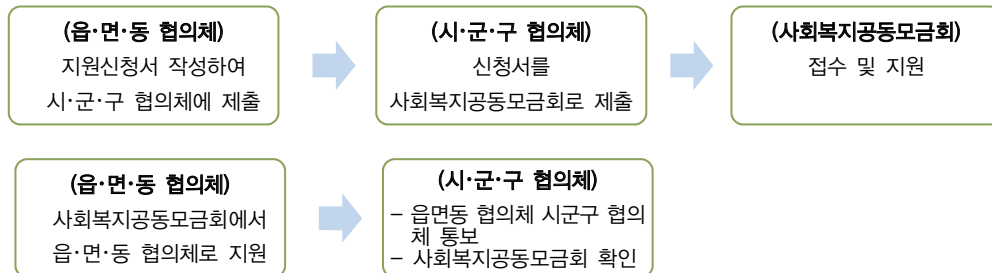 (읍·면·동 협의체)
지원신청서 작성하여
시·군·구 협의체에 제출
(시·군·구 협의체)
신청서를
사회복지공동모금회로 제출
(사회복지공동모금회)
접수 및 지원
(읍·면·동 협의체)
사회복지공동모금회에서
읍·면·동 협의체로 지원
(시·군·구 협의체)
- 읍면동 협의체 시군구 협의
체 통보
- 사회복지공동모금회 확인